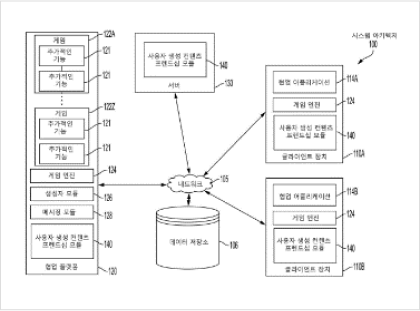 시스템 아키텍처
100
게임
122A
추가적인
기능
121
추가적인
기능
121
게임
122Z
추가적인
기능
121
추가적인
기능
121
게임 엔진
124
생성자 모듈
126
메시징 모듈
128
사용자 생성 컨텐츠
프렌드십 모듈
140
협업 플랫폼
120
사용자 생성 컨텐츠
프렌드십 모듈
140
서버
130
네트워크
105
데이터 저장소
106
협업 어플리케이션
114A
게임 엔진
124
사용자 생성 컨텐츠
프렌드십 모듈
140
클라이언트 장치
110A
협업 어플리케이션
114B
게임 엔진
124
사용자 생성 컨텐츠
프렌드십 모듈
140
클라이언트 장치
110B